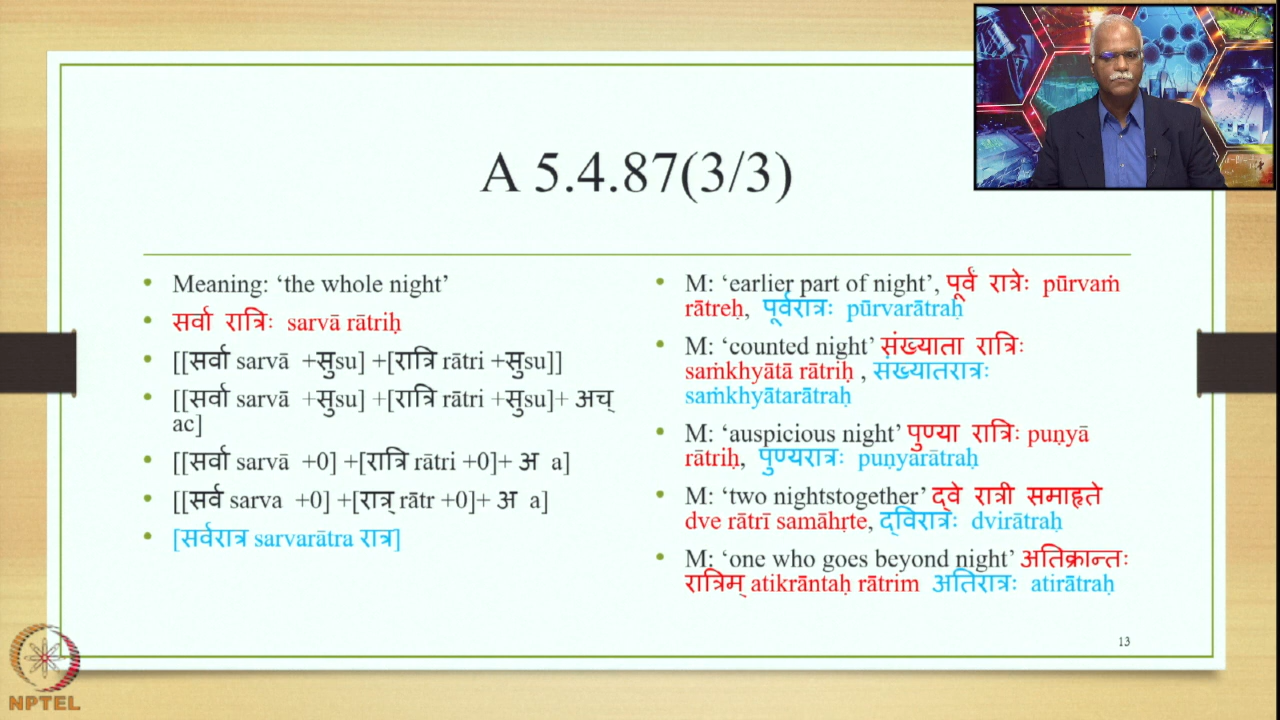 A 5.4.87(3/3)
• Meaning: ‘the whole night’
• सर्वा रात्रिः sarvā rātriḥ
• [[सर्वा sarvā +सुsu] +[रात्रि rātri +सुsu]]
• [[सर्वा sarvā +सुsu] +[रात्रि rātri +सुsu]+ अच्
ac]
• [[सर्वा sarvā +0] +[रात्रि rātri +0]+ अ a]
• [[सर्व sarva +0] +[रात्र् rātr +0]+ अ a]
• [सर्वरात्र sarvarātra रात्र]
• M: ‘earlier part of night’, पूर्वं रात्रेः pūrvaṁ
rātreḥ, पूर्वरात्रः pūrvarātraḥ
• M: ‘counted night’ संख्याता रात्रिः
saṁkhyātā rātriḥ , संख्यातरात्रः
saṁkhyātarātraḥ
• M: ‘auspicious night’ पुण्या रात्रिः puṇyā
rātriḥ, पुण्यरात्रः puṇyarātraḥ
• M: ‘two nightstogether’ द्वे रात्री समाहृते
dve rātrī samāhṛte, द्विरात्रः dvirātraḥ
• M: ‘one who goes beyond night’ अतिक्रान्तः
रात्रिम् atikrāntaḥ rātrim अतिरात्रः atirātraḥ
13
NPTEL